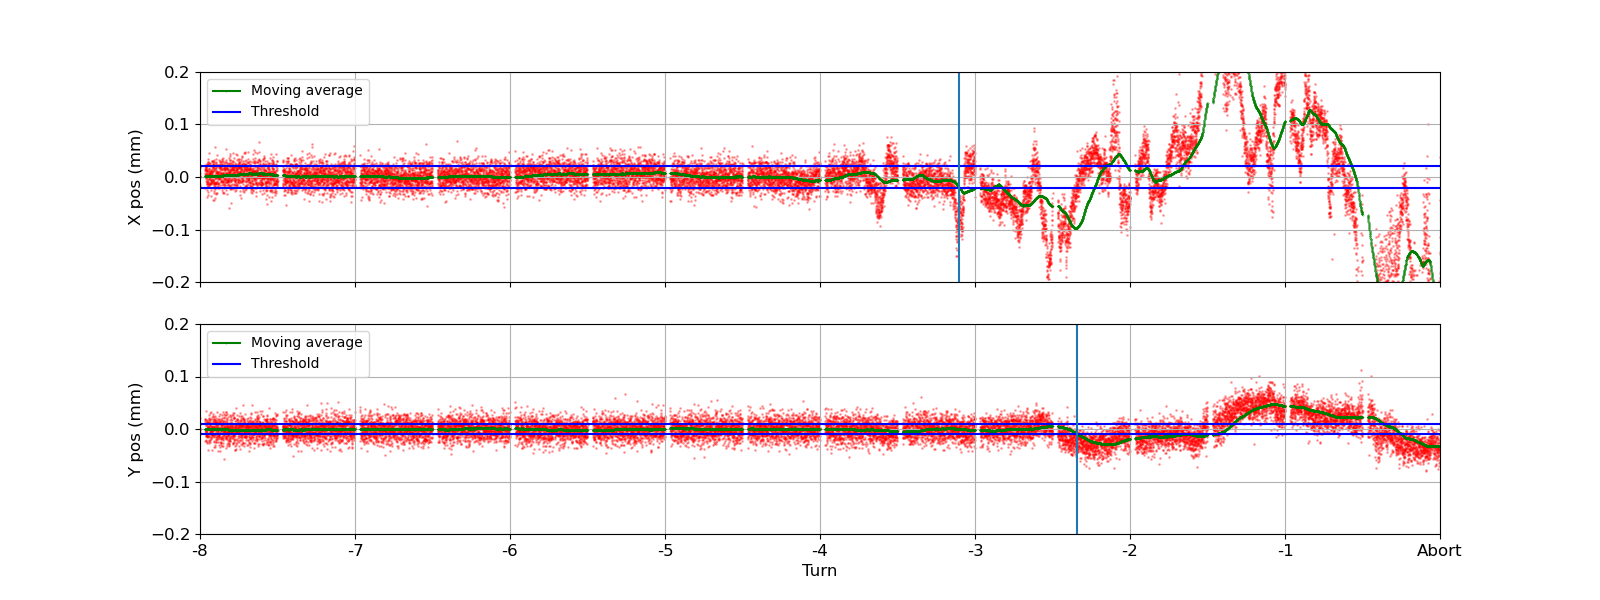 0.2
0.1
0.0
−0.1
−0.2
X pos (mm)
Moving average
Threshold
0.2
0.1
0.0
−0.1
−0.2
Y pos (mm)
Moving average
Threshold
-8 -7 -6 -5 -4 -3 -2 -1 Abort
Turn